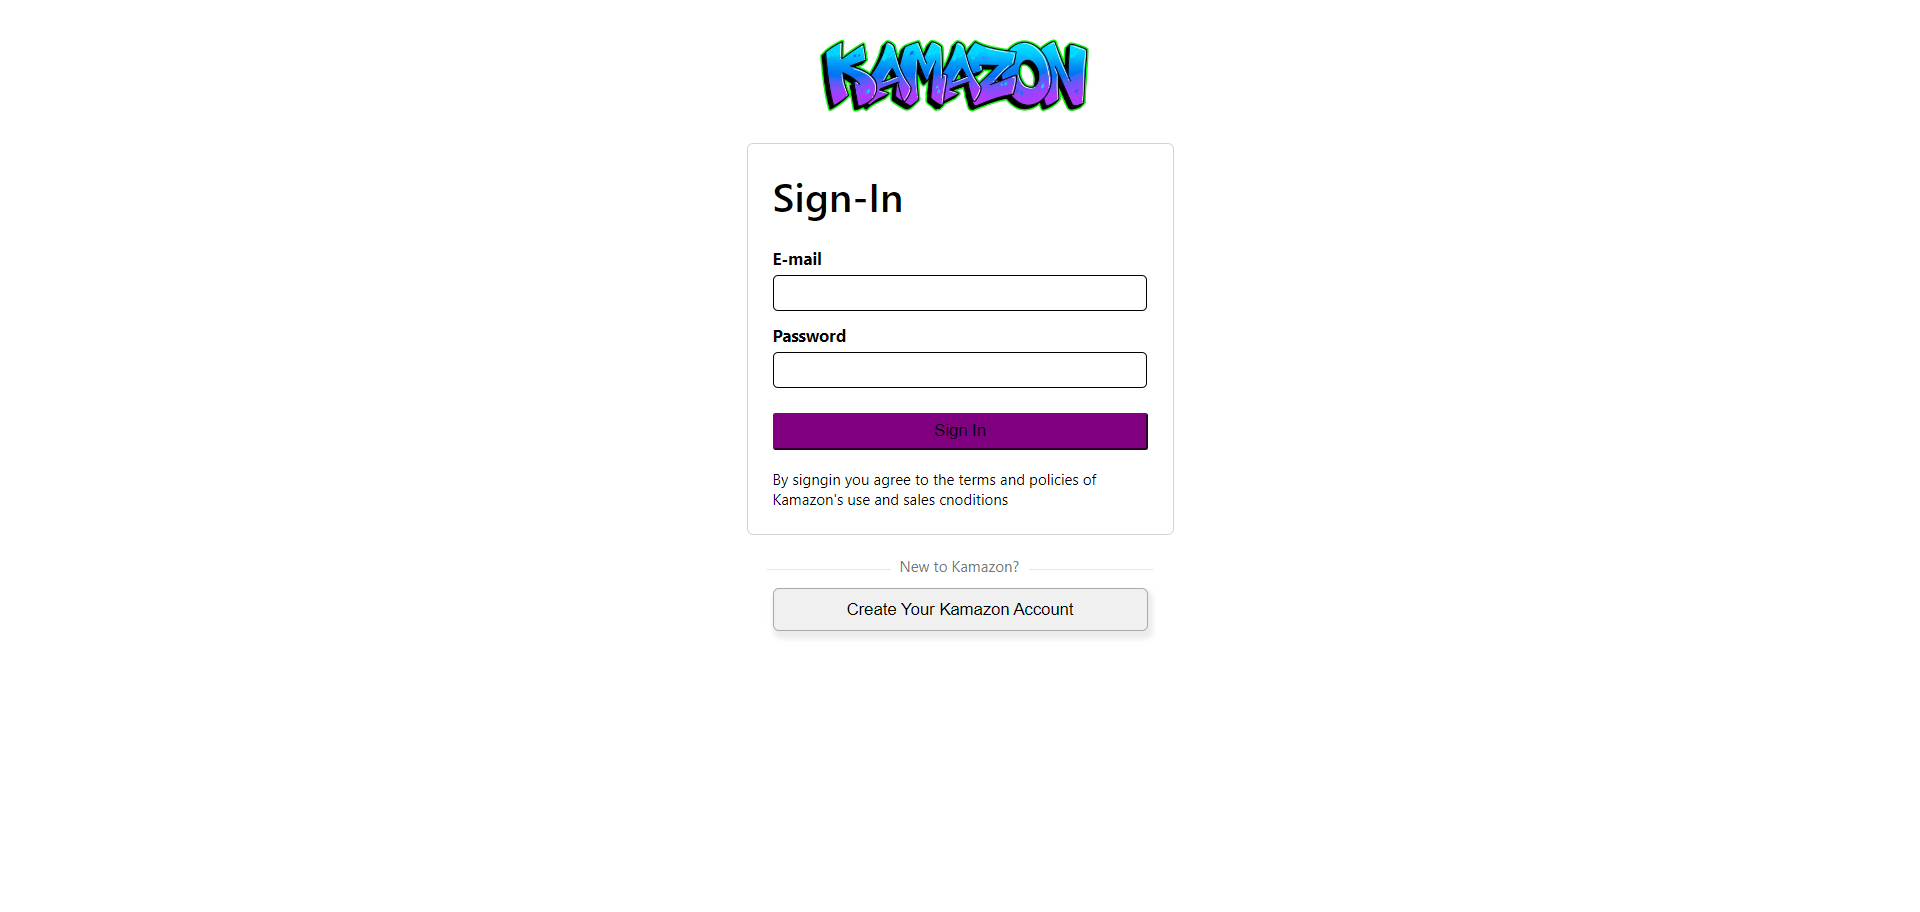 KAMAZON
Sign-In
E-mail
Password
Sign In
By signgin you agree to the terms and policies of
Kamazon's use and sales cnoditions
New to Kamazon?
Create Your Kamazon Account